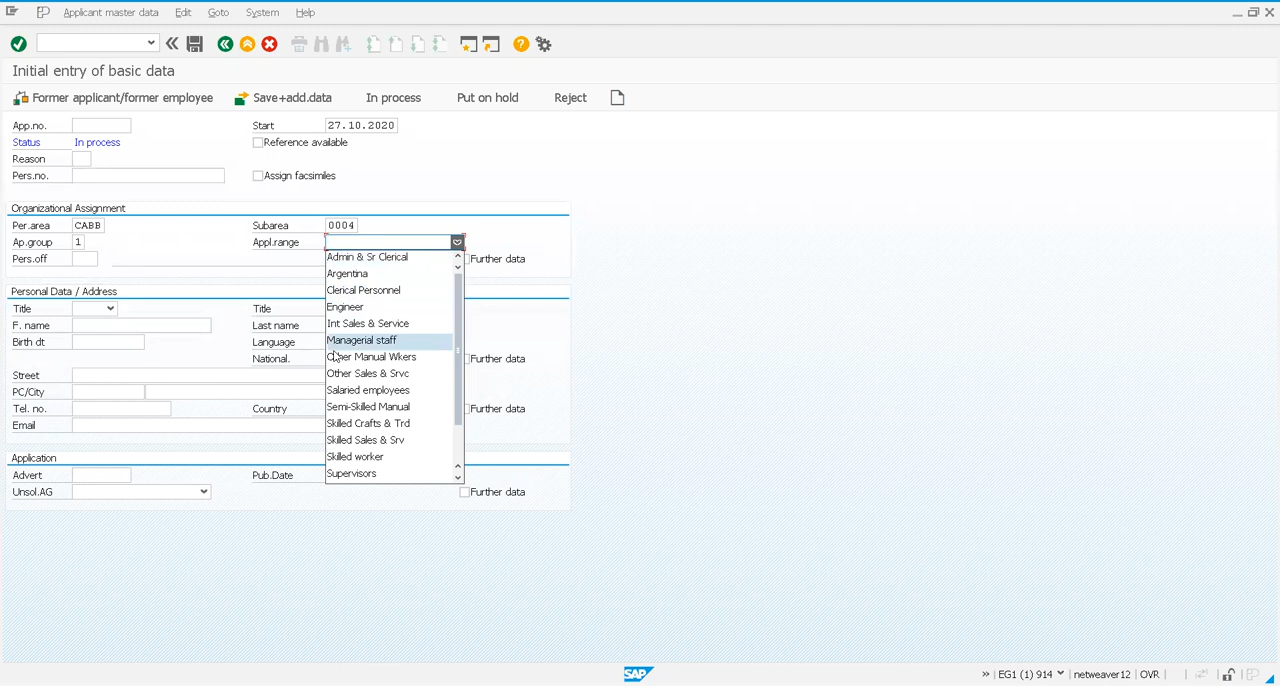 Applicant master data Edit Goto System Help
Initial entry of basic data
Former applicant/former employee Save+add.data In process Put on hold Reject
App.no. Start 27.10.2020
Status In process Reference available
Reason
Pers.no. Assign facsimiles
Organizational Assignment
Per.area CABB Subarea 0004
Ap.group 1 Appl.range
Pers.off Further data
Admin & Sr Clerical
Argentina
Clerical Personnel
Engineer
Int Sales & Service
Managerial staff
Other Manual Wkers
Other Sales & Srvc
Salaried employees
Semi-Skilled Manual
Skilled Crafts & Trd
Skilled Sales & Srv
Skilled worker
Supervisors
Personal Data / Address
Title Title
F. name Last name
Birth dt Language
National. Further data
Street
PC/City
Tel. no. Country Further data
Email
Application
Advert Pub.Date
Unsol.AG Further data
SAP EG1 (1) 914 netweaver12 OVR